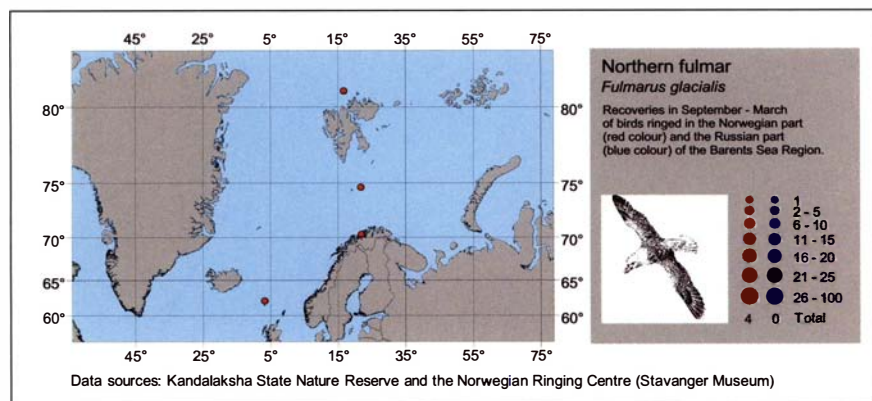 45° 25° 5° 15° 25° 35° 55° 75°
80° 80°
75° 75°
70° 70°
65° 65°
60° 60°
45° 25° 5° 15° 35° 55° 75°
Northern fulmar
Fulmarus glacialis
Recoveries in September - March
of birds ringed in the Norwegian part
(red colour) and the Russian part
(blue colour) of the Barents Sea Region.
1
2 - 5
6 - 10
11 - 15
16 - 20
21 - 25
26 - 100
4 0 Total
Data sources: Kandalaksha State Nature Reserve and the Norwegian Ringing Centre (Stavanger Museum)